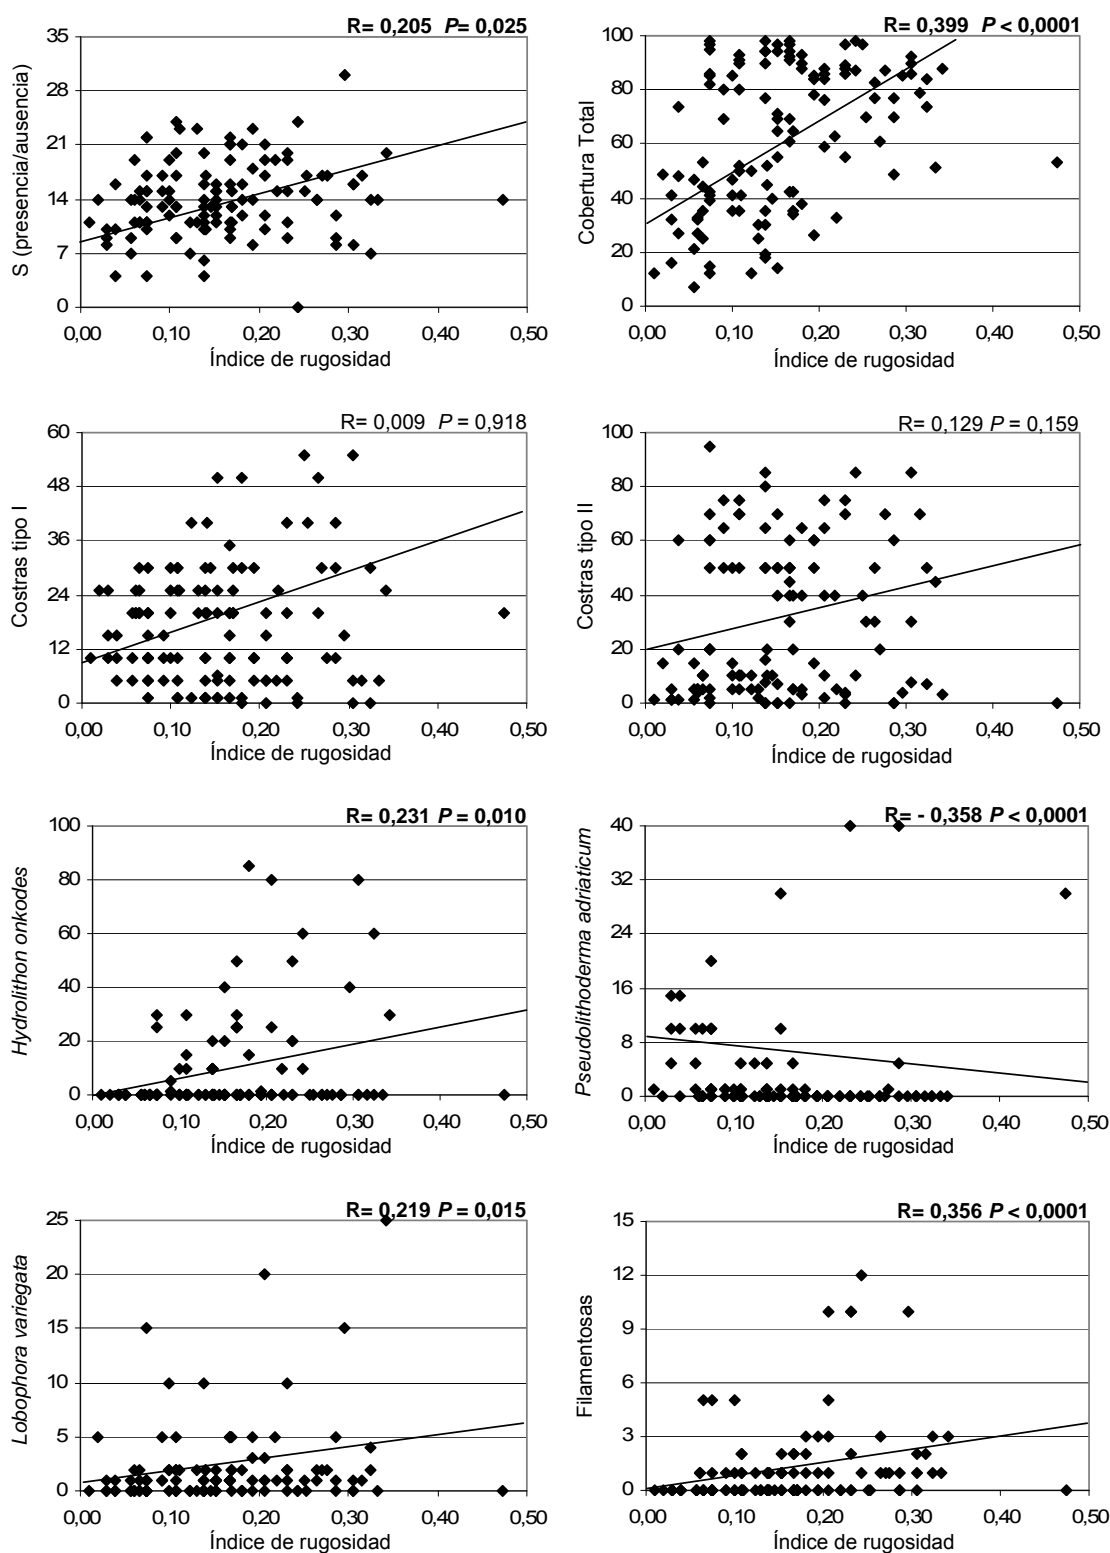 R= 0,205 P= 0,025
S (presencia/ausencia)
35
28
21
14
7
0
0,00 0,10 0,20 0,30 0,40 0,50
Índice de rugosidad
R= 0,399 P < 0,0001
Cobertura Total
100
80
60
40
20
0
0,00 0,10 0,20 0,30 0,40 0,50
Índice de rugosidad
R= 0,009 P = 0,918
Costras tipo I
60
48
36
24
12
0
0,00 0,10 0,20 0,30 0,40 0,50
Índice de rugosidad
R= 0,129 P = 0,159
Costras tipo II
100
80
60
40
20
0
0,00 0,10 0,20 0,30 0,40 0,50
Índice de rugosidad
R= 0,231 P = 0,010
Hydrolithon onkodes
100
80
60
40
20
0
0,00 0,10 0,20 0,30 0,40 0,50
Índice de rugosidad
R= - 0,358 P < 0,0001
Pseudolithoderma adriaticum
40
32
24
16
8
0
0,00 0,10 0,20 0,30 0,40 0,50
Índice de rugosidad
R= 0,219 P = 0,015
Lobophora variegata
25
20
15
10
5
0
0,00 0,10 0,20 0,30 0,40 0,50
Índice de rugosidad
R= 0,356 P < 0,0001
Filamentosas
15
12
9
6
3
0
0,00 0,10 0,20 0,30 0,40 0,50
Índice de rugosidad